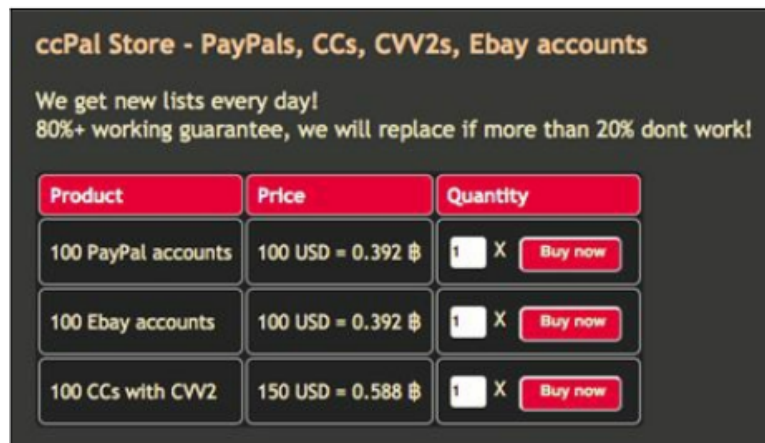 ccPal Store - PayPals, CCs, CVV2s, Ebay accounts
We get new lists every day!
80%+ working guarantee, we will replace if more than 20% dont work!
Product Price Quantity
100 PayPal accounts 100 USD = 0.392 ฿ 1 X Buy now
100 Ebay accounts 100 USD = 0.392 ฿ 1 X Buy now
100 CCs with CVV2 150 USD = 0.588 ฿ 1 X Buy now